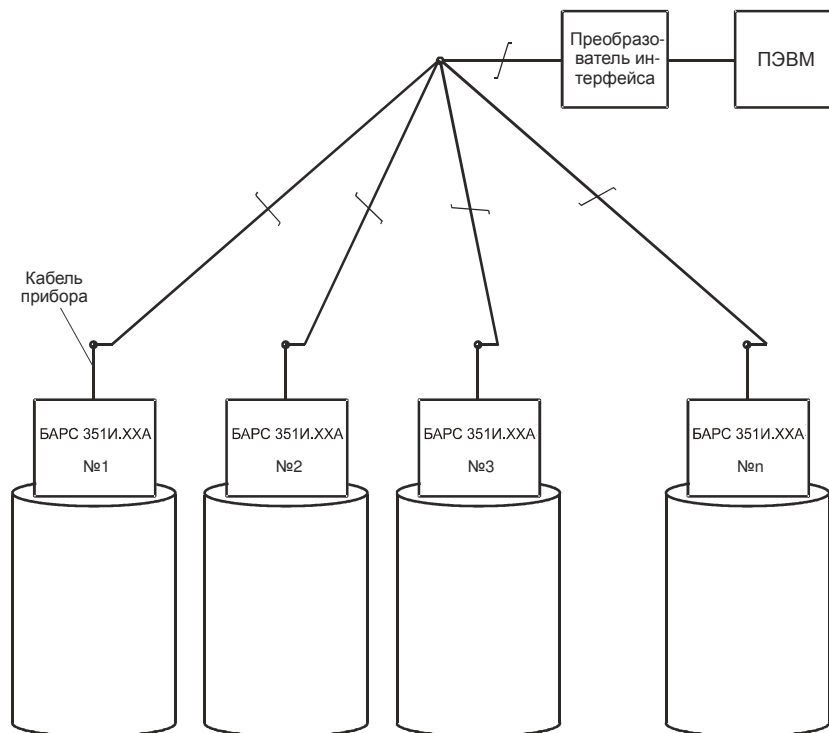 Преобразо-
ватель ин-
терфейса
ПЭВМ
Кабель
прибора
БАРС 351И.ХХА
№1
БАРС 351И.ХХА
№2
БАРС 351И.ХХА
№3
БАРС 351И.ХХА
№n